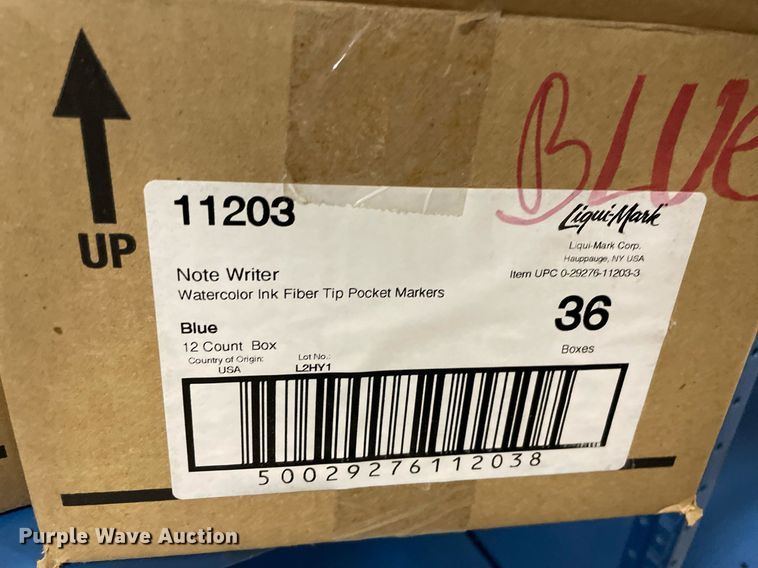 BLUE
UP
11203
Liqui-Mark
Liqui-Mark Corp.
Hauppauge, NY USA
Item UPC 0-29276-11203-3
Note Writer
Watercolor Ink Fiber Tip Pocket Markers
36
Boxes
Blue
12 Count Box
Country of Origin:
USA
Lot No.:
L2HY1
50029276112038
Purple Wave Auction